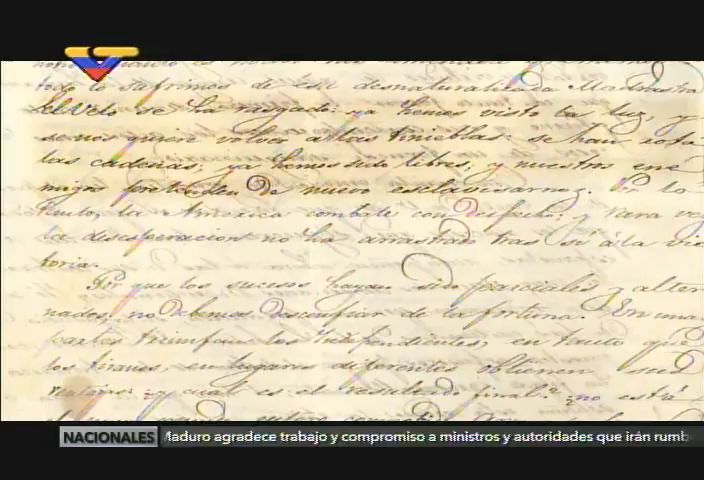 todo lo sufrimos de esa desnaturalizada Madrastra
El velo se ha rasgado: ya hemos visto la luz, y
se nos quiere volver a las tinieblas: se han roto
las cadenas; ya hemos sido libres, y nuestros ene
migos pretenden de nuevo esclavisarnos. Por lo
tanto, la America combate con despecho; y rara vez
la desesperacion no ha arrastrado tras si á la vic
toria.
Por que los sucesos hayan sido parciales y alter
nados, no debemos desconfiar de la fortuna. En unas
partes triunfan los independientes, en tanto que
los tiranos, en lugares diferentes obtienen sus
y cual es el resultado final? ¿no está
NACIONALES
Maduro agradece trabajo y compromiso a ministros y autoridades que irán rumb